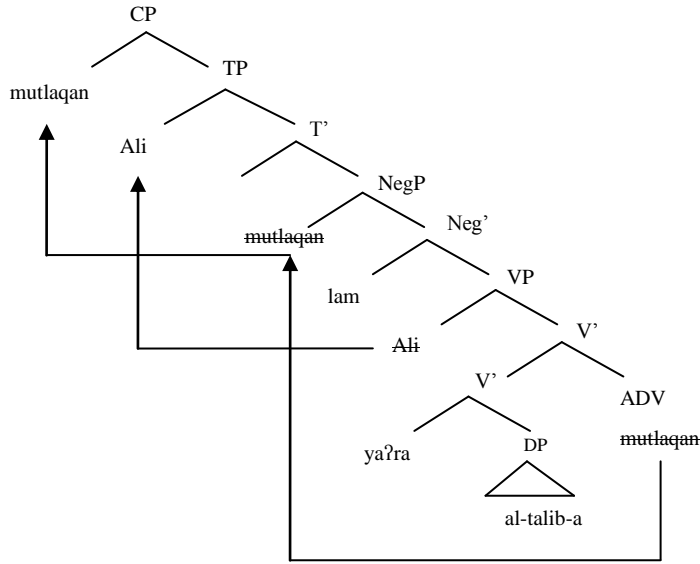 CP
mutlaqan
TP
Ali
T’
NegP
mutlaqan
Neg’
lam
VP
Ali
V’
V’
ADV
mutlaqan
yaʔra
DP
al-talib-a